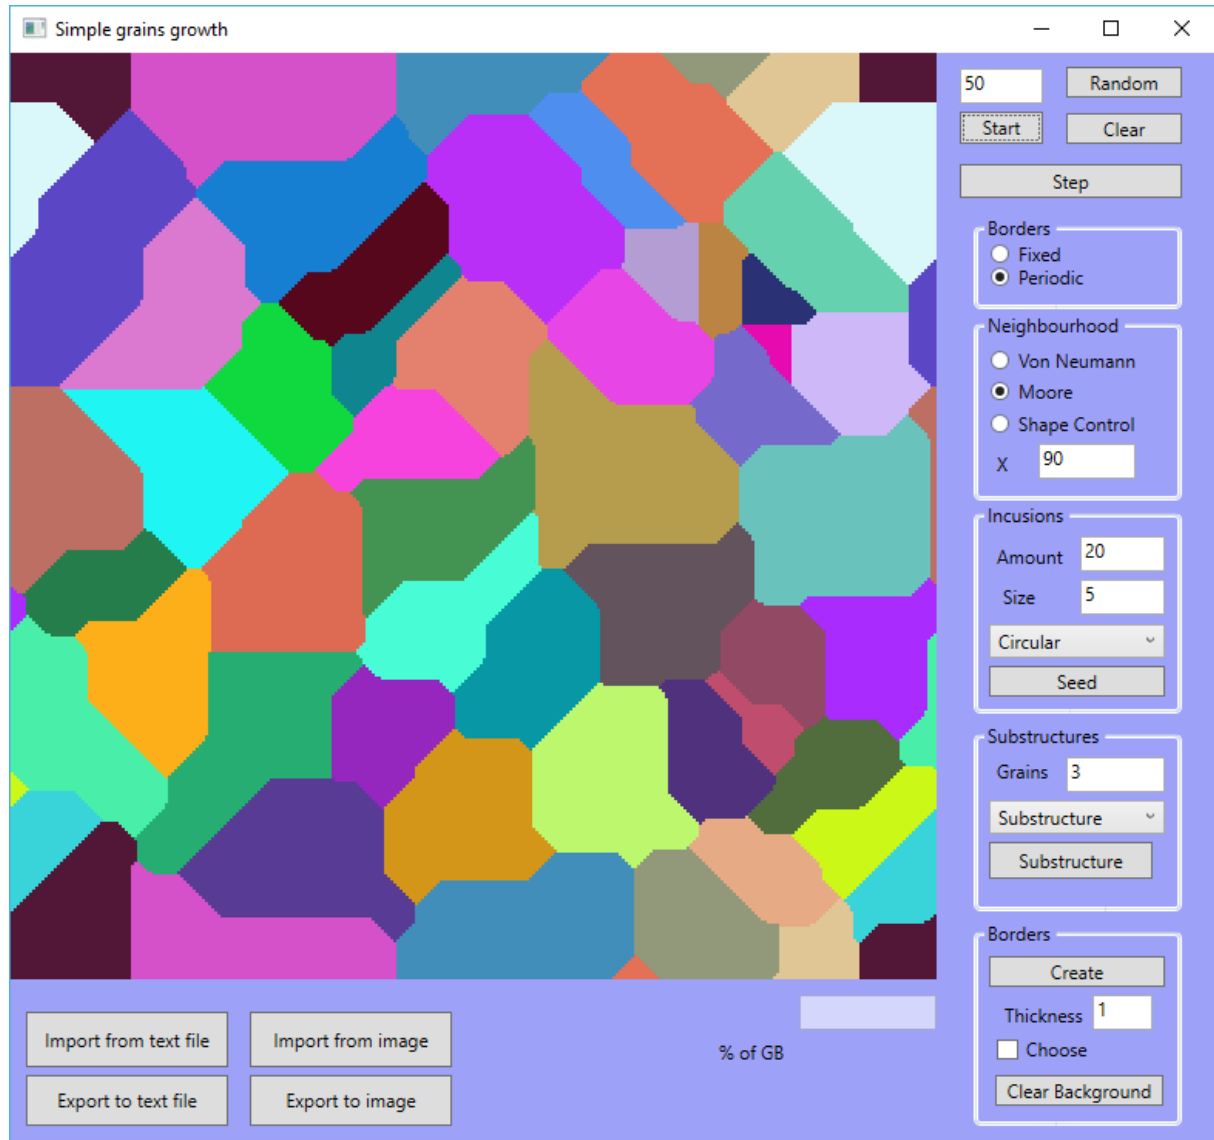 Simple grains growth
50
Random
Start
Clear
Step
Borders
Fixed
Periodic
Neighbourhood
Von Neumann
Moore
Shape Control
X 90
Incusions
Amount 20
Size 5
Circular
Seed
Substructures
Grains 3
Substructure
Substructure
Borders
Create
Thickness 1
Choose
Clear Background
Import from text file
Import from image
% of GB
Export to text file
Export to image